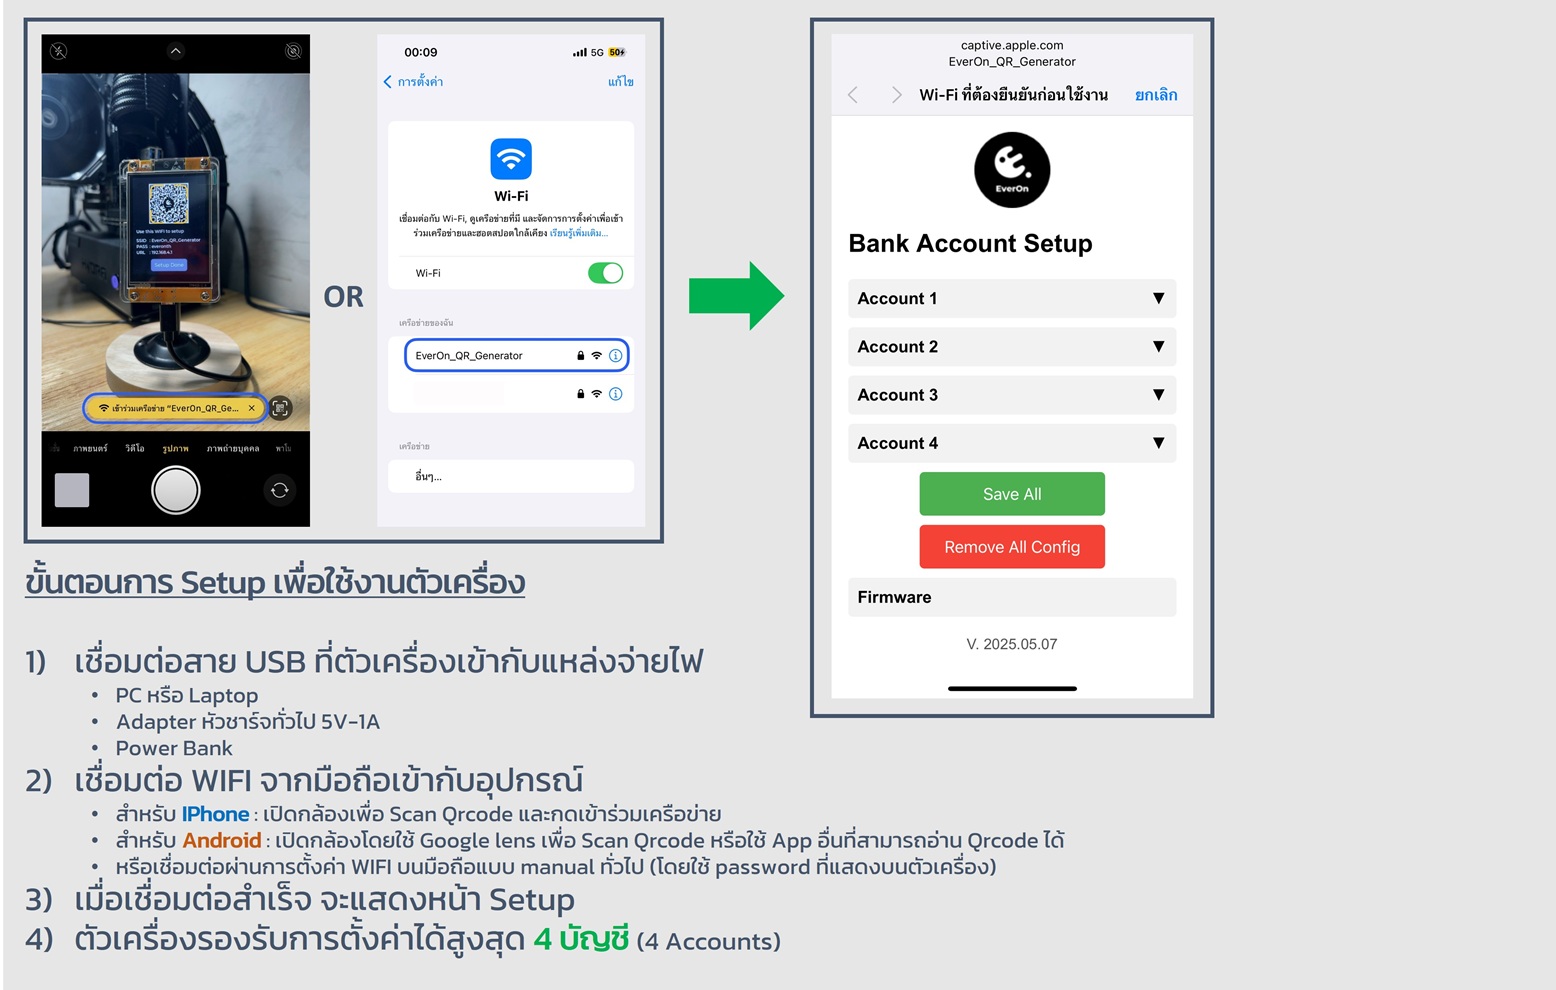 00:09
5G 50
การตั้งค่า
แก้ไข
Wi-Fi
เชื่อมต่อกับ Wi-Fi, ดูเครือข่ายที่มี และจัดการการตั้งค่าเพื่อเข้า
ร่วมเครือข่ายและฮอตสปอตใกล้เคียง เรียนรู้เพิ่มเติม...
Wi-Fi
เครือข่ายของฉัน
EverOn_QR_Generator
เครือข่าย
อื่นๆ...
Use this WIFI to setup
SSID : EverOn_QR_Generator
PASS : everonth
URL : 192.168.4.1
Setup Done
เข้าร่วมเครือข่าย "EverOn_QR_Ge...
ภาพยนตร์ วิดีโอ รูปภาพ ภาพถ่ายบุคคล
OR
captive.apple.com
EverOn_QR_Generator
Wi-Fi ที่ต้องยืนยันก่อนใช้งาน
ยกเลิก
EverOn
Bank Account Setup
Account 1
Account 2
Account 3
Account 4
Save All
Remove All Config
Firmware
V. 2025.05.07
ขั้นตอนการ Setup เพื่อใช้งานตัวเครื่อง
1) เชื่อมต่อสาย USB ที่ตัวเครื่องเข้ากับแหล่งจ่ายไฟ
• PC หรือ Laptop
• Adapter หัวชาร์จทั่วไป 5V-1A
• Power Bank
2) เชื่อมต่อ WIFI จากมือถือเข้ากับอุปกรณ์
• สำหรับ IPhone : เปิดกล้องเพื่อ Scan Qrcode และกดเข้าร่วมเครือข่าย
• สำหรับ Android : เปิดกล้องโดยใช้ Google lens เพื่อ Scan Qrcode หรือใช้ App อื่นที่สามารถอ่าน Qrcode ได้
• หรือเชื่อมต่อผ่านการตั้งค่า WIFI บนมือถือแบบ manual ทั่วไป (โดยใช้ password ที่แสดงบนตัวเครื่อง)
3) เมื่อเชื่อมต่อสำเร็จ จะแสดงหน้า Setup
4) ตัวเครื่องรองรับการตั้งค่าได้สูงสุด 4 บัญชี (4 Accounts)